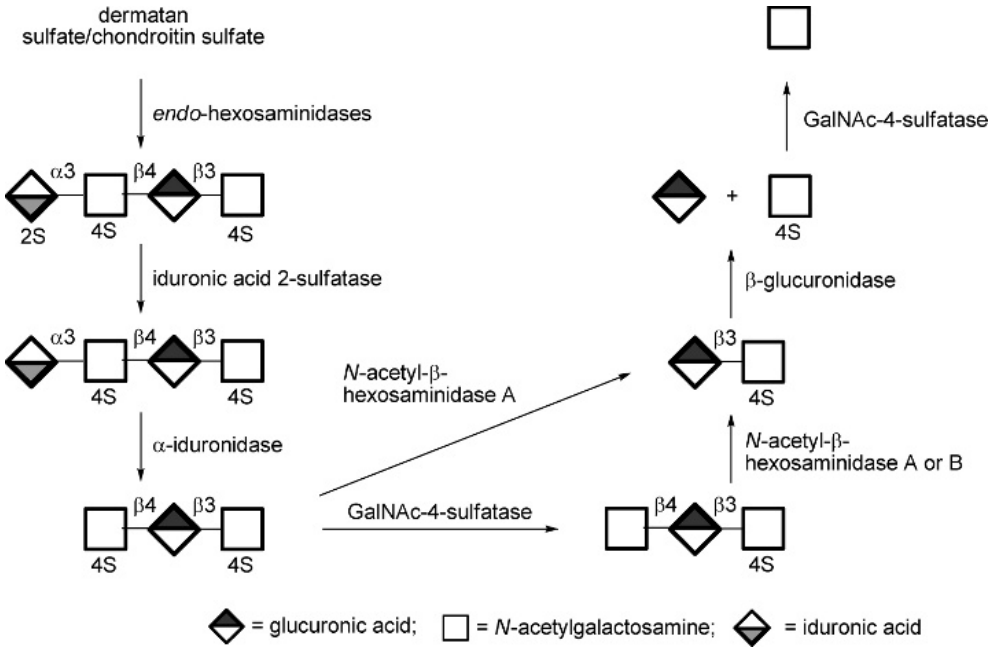 dermatan
sulfate/chondroitin sulfate
endo-hexosaminidases
α3 β4 β3
2S 4S 4S
iduronic acid 2-sulfatase
α3 β4 β3
4S 4S
α-iduronidase
β4 β3
4S 4S
N-acetyl-β-
hexosaminidase A
GalNAc-4-sulfatase
β4 β3
4S
N-acetyl-β-
hexosaminidase A or B
β3
4S
β-glucuronidase
+
4S
GalNAc-4-sulfatase
= glucuronic acid; = N-acetylgalactosamine; = iduronic acid